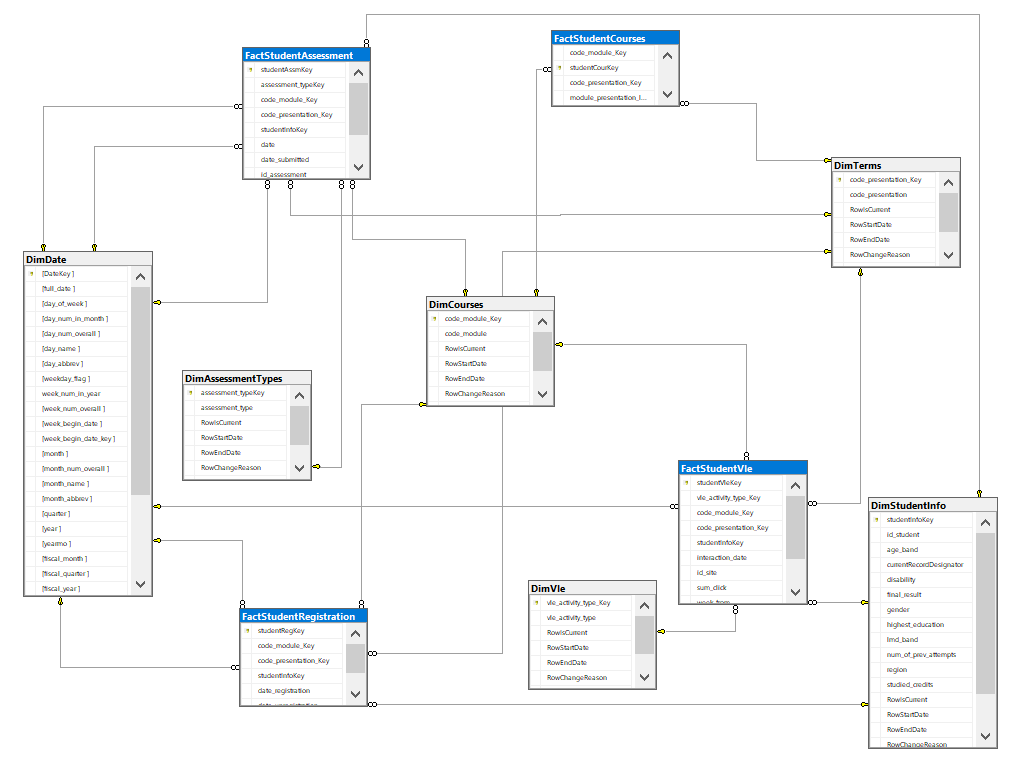 FactStudentAssessment
studentAssmKey
assessment_typeKey
code_module_Key
code_presentation_Key
studentInfoKey
date
date_submitted
id_assessment
FactStudentCourses
code_module_Key
studentCourKey
code_presentation_Key
module_presentation_l...
DimTerms
code_presentation_Key
code_presentation
RowIsCurrent
RowStartDate
RowEndDate
RowChangeReason
DimDate
[DateKey ]
[full_date ]
[day_of_week ]
[day_num_in_month ]
[day_num_overall ]
[day_name ]
[day_abbrev ]
[weekday_flag ]
week_num_in_year
[week_num_overall ]
[week_begin_date ]
[week_begin_date_key ]
[month ]
[month_num_overall ]
[month_name ]
[month_abbrev ]
[quarter ]
[year ]
[yearmo ]
[fiscal_month ]
[fiscal_quarter ]
[fiscal_year ]
DimCourses
code_module_Key
code_module
RowIsCurrent
RowStartDate
RowEndDate
RowChangeReason
DimAssessmentTypes
assessment_typeKey
assessment_type
RowIsCurrent
RowStartDate
RowEndDate
RowChangeReason
FactStudentVle
studentVleKey
vle_activity_type_Key
code_module_Key
code_presentation_Key
studentInfoKey
interaction_date
id_site
sum_click
week_from
DimStudentInfo
studentInfoKey
id_student
age_band
currentRecordDesignator
disability
final_result
gender
highest_education
imd_band
num_of_prev_attempts
region
studied_credits
RowIsCurrent
RowStartDate
RowEndDate
RowChangeReason
DimVle
vle_activity_type_Key
vle_activity_type
RowIsCurrent
RowStartDate
RowEndDate
RowChangeReason
FactStudentRegistration
studentRegKey
code_module_Key
code_presentation_Key
studentInfoKey
date_registration
date_unregistration